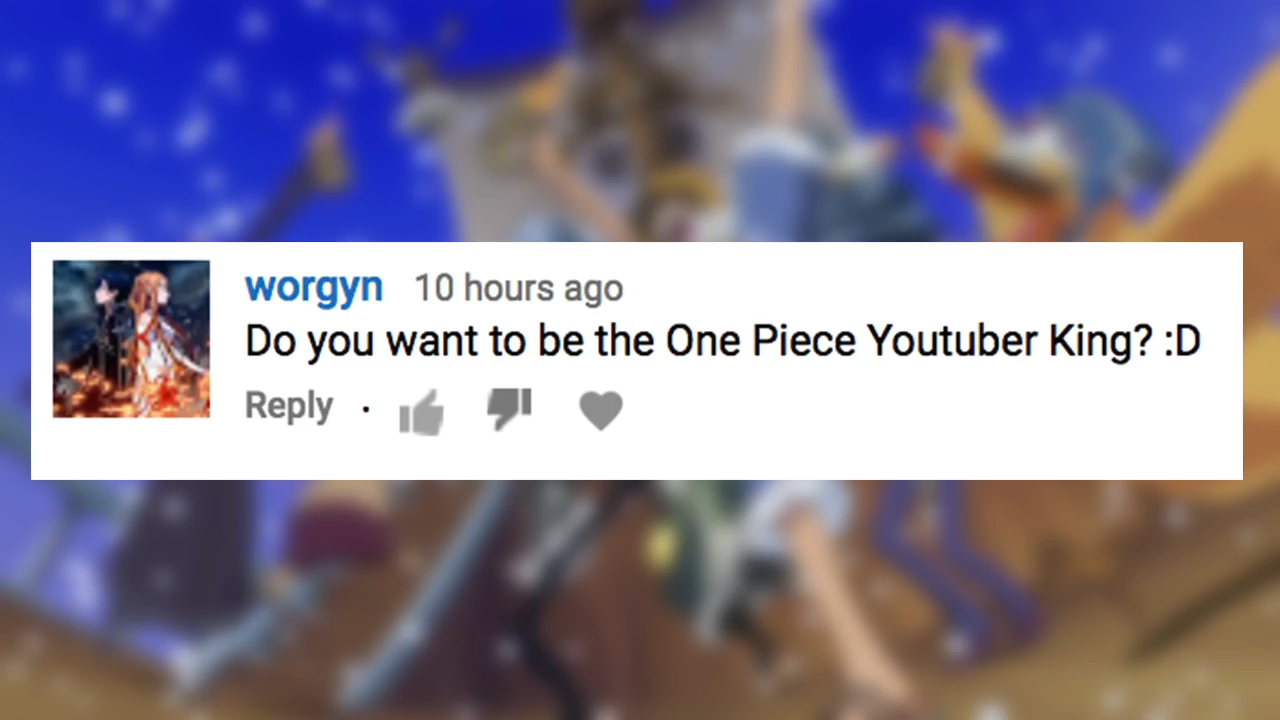 worgyn 10 hours ago
Do you want to be the One Piece Youtuber King? :D
Reply ·